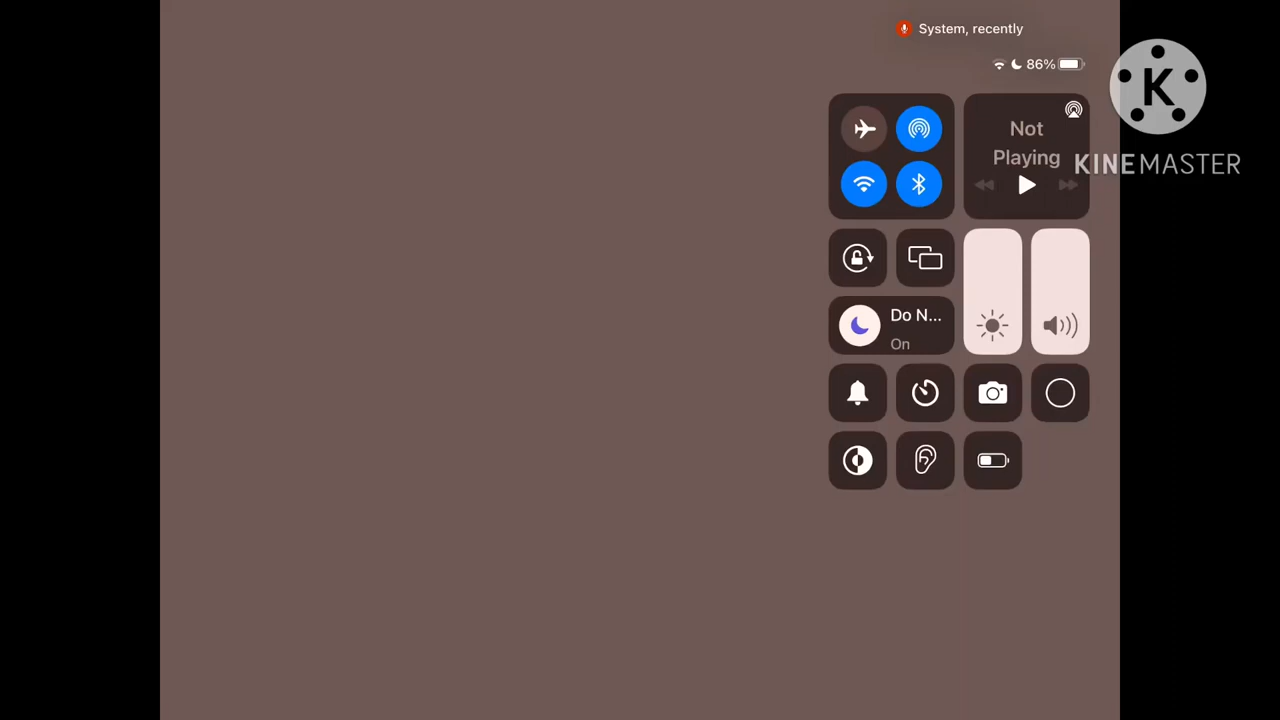 System, recently
86%
Not
Playing
K
KINEMASTER
Do N...
On